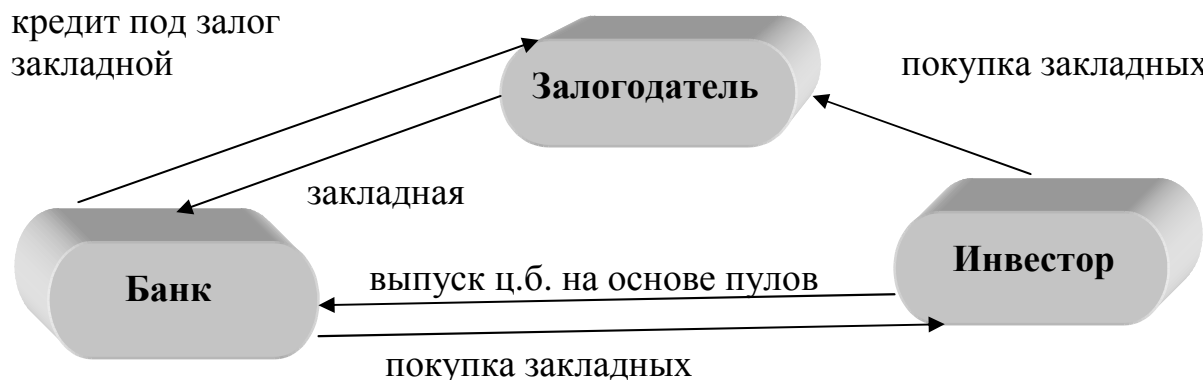 кредит под залог
закладной
Залогодатель
покупка закладных
закладная
Банк
выпуск ц.б. на основе пулов
Инвестор
покупка закладных